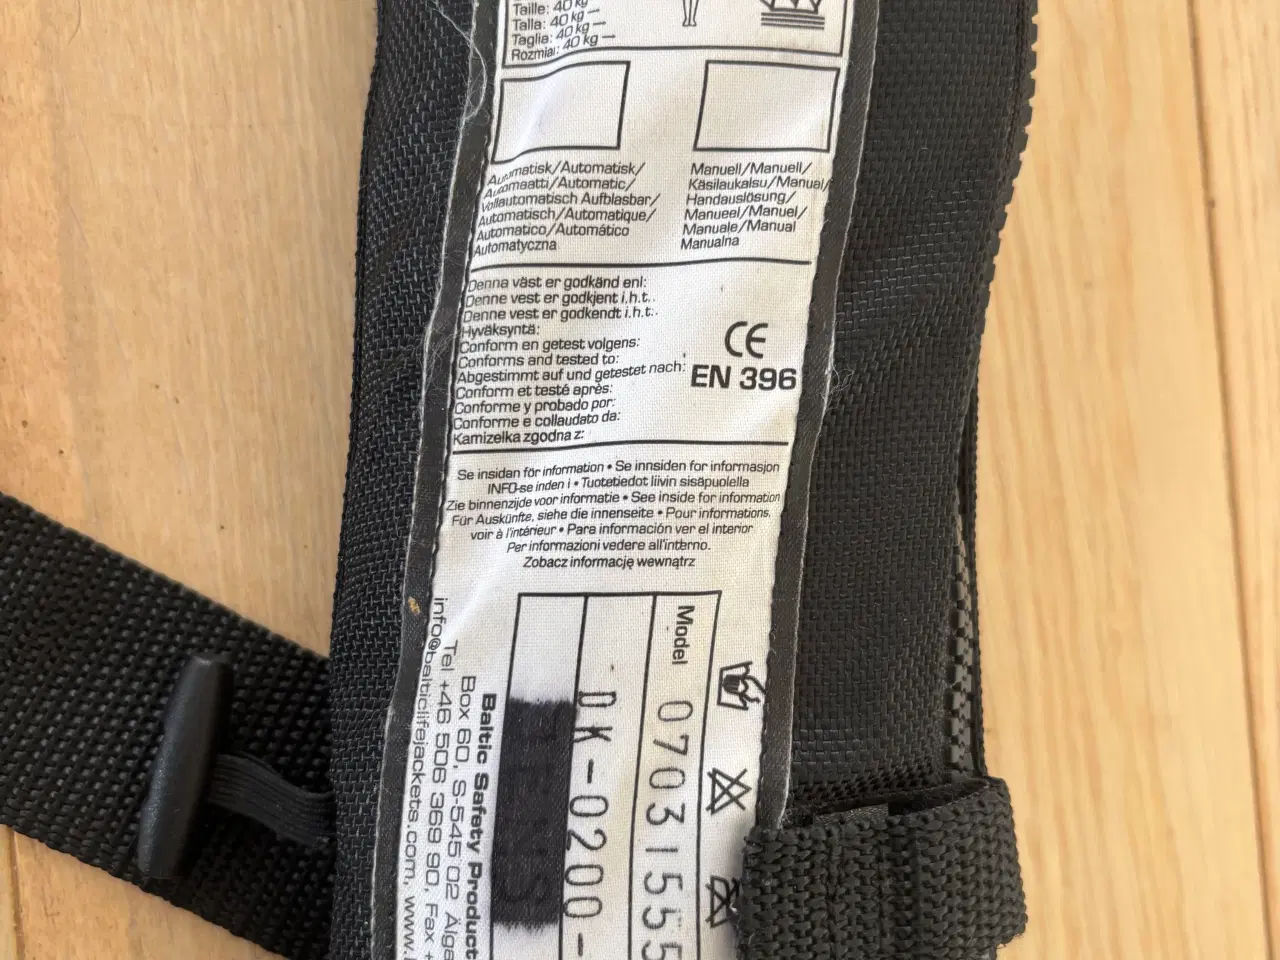 Taille: 40 kg
Talla: 40 kg —
Taglia: 40 kg —
Rozmiar: 40 kg —
Automatisk/Automatisk/
Automaatti/Automatic/
Vollautomatisch Aufblasbar/
Automatisch/Automatique/
Automatico/Automático
Automatyczna
Manuell/Manuell/
Käsilaukaisu/Manual/
Handauslösung/
Manueel/Manuel/
Manuale/Manual
Manualna
Denna väst er godkänd enl:
Denne vest er godkjent i.h.t..
Denne vest er godkendt i.h.t:.
Hyväksyntä:
Conform en getest volgens:
Conforms and tested to:
Abgestimmt auf und getestet nach:
Conform et testé après:
Conforme y probado por:
Conforme e collaudato da:
Kamizelka zgodna z:
CE
EN 396
Se insidan för information • Se innsiden for informasjon
INFO-se inden i • Tuotetiedot liivin sisäpuolella
Zie binnenzijde voor informatie • See inside for information
Für Auskünfte, siehe die innenseite • Pour informations,
voir à l'intérieur • Para información ver el interior
Per informazioni vedere all'interno.
Zobacz informację wewnątrz
Model 07031555
DK-0200-
Baltic Safety Product
Box 60, S-545 02 Älge
Tel +46 506 369 90, Fax +
info@balticlifejackets.com, www.